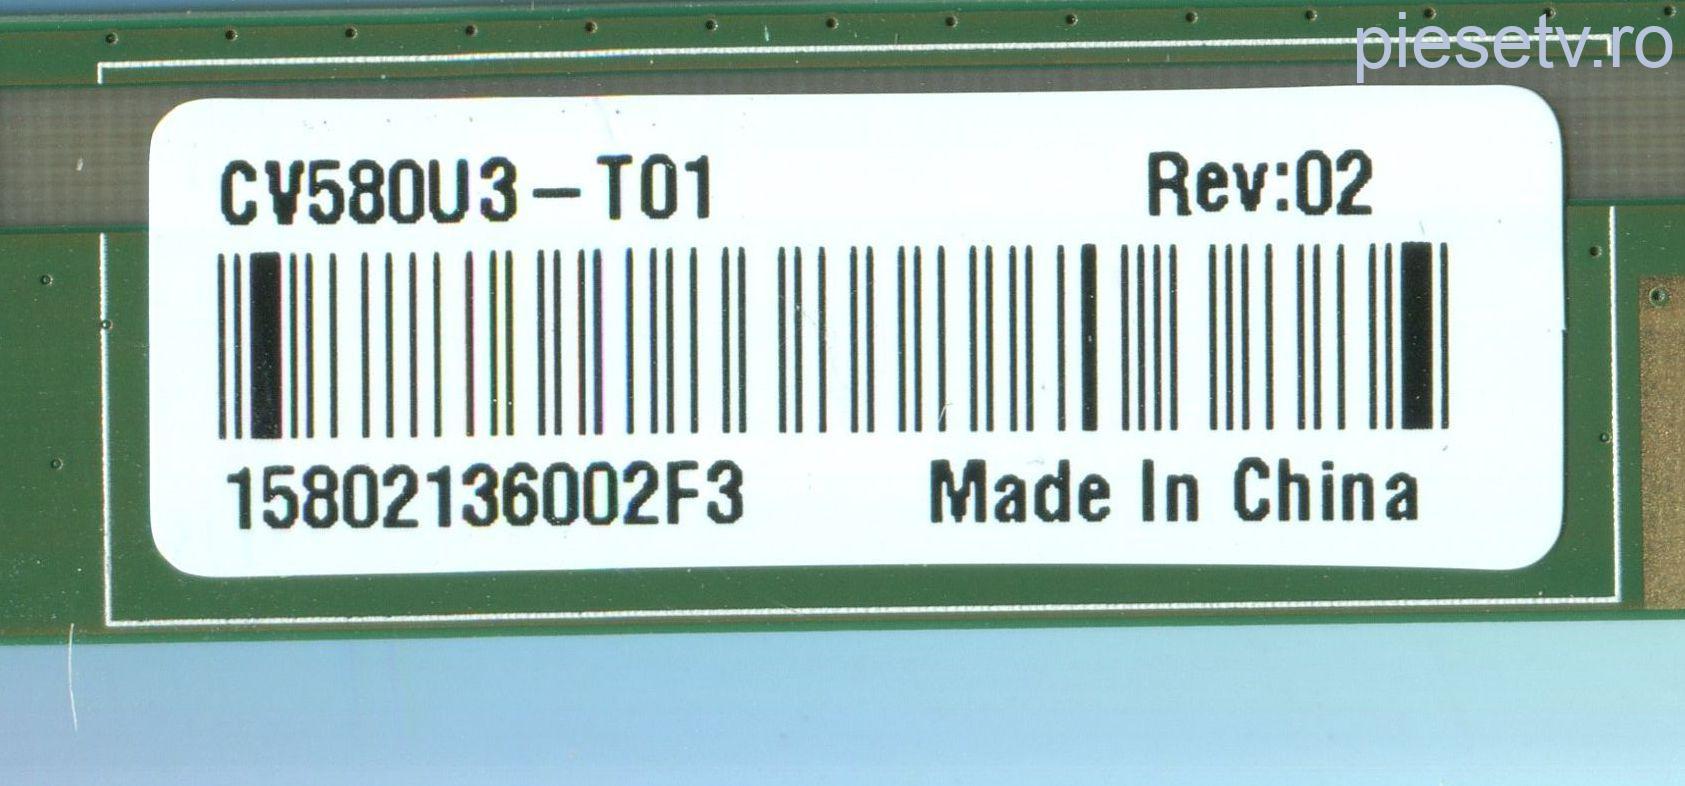 piesetv.ro
CV580U3-T01 Rev:02
15802136002F3 Made In China